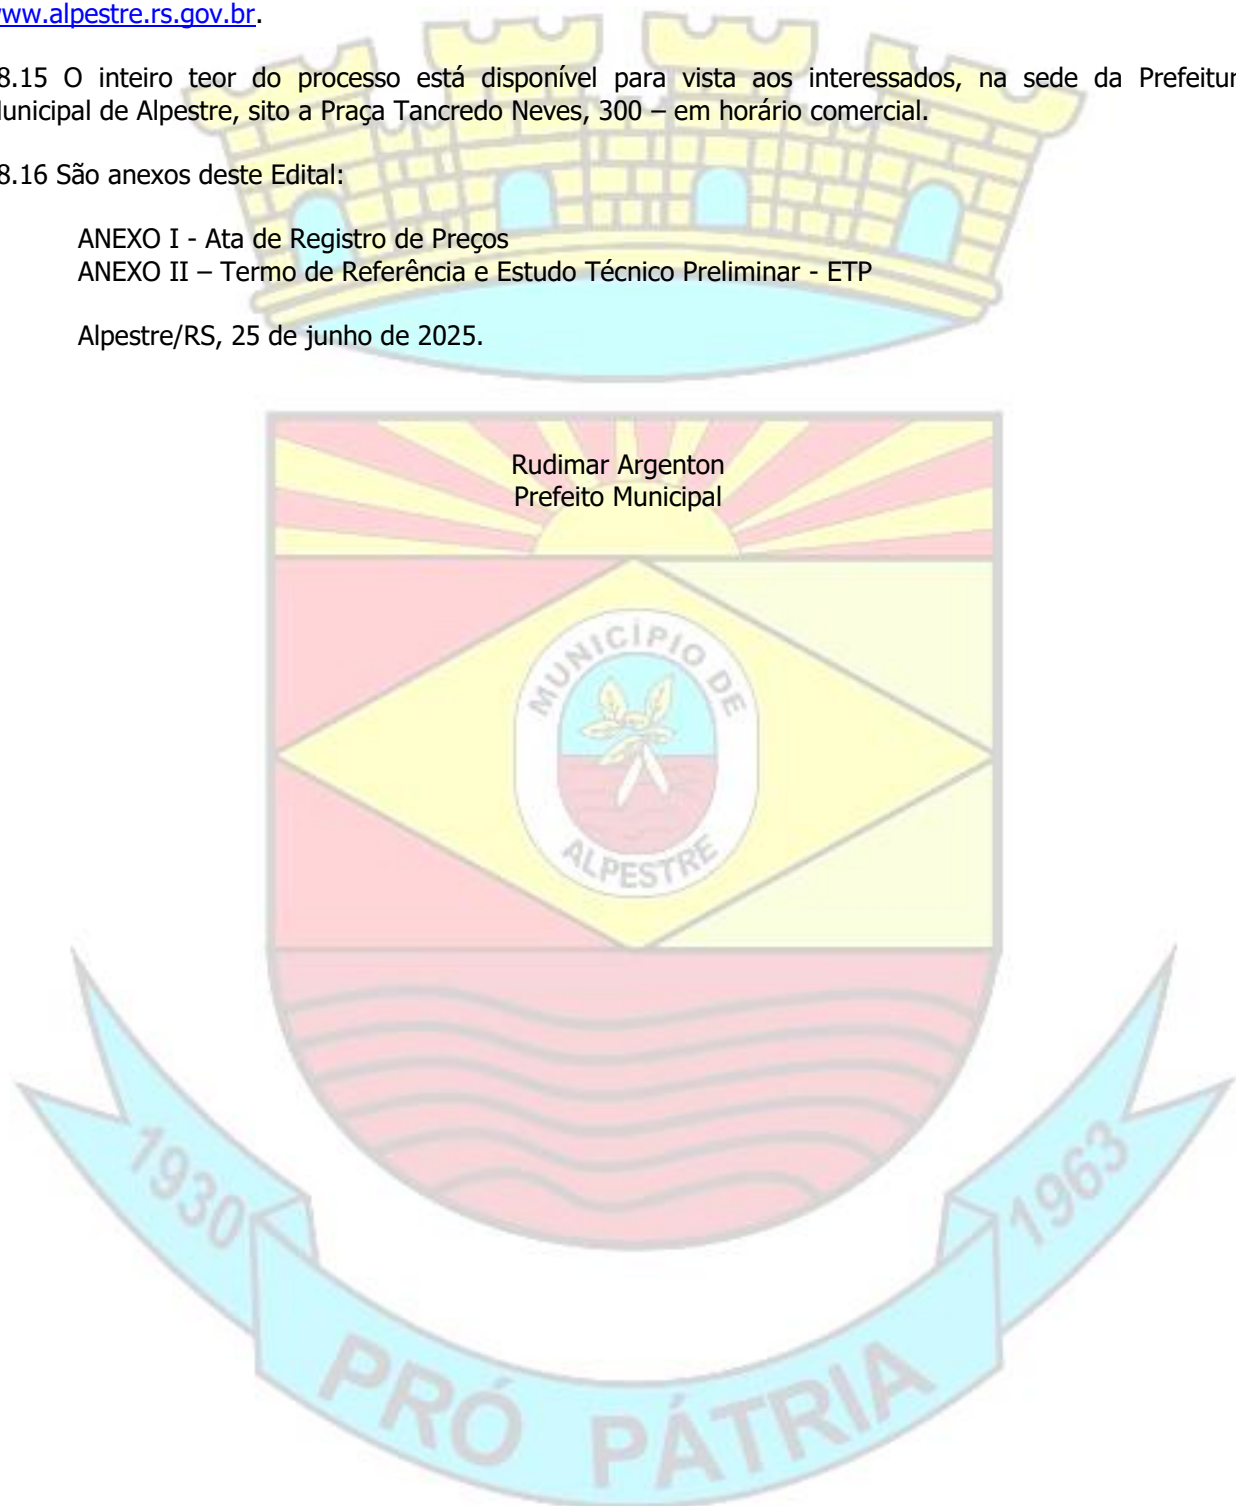 www.alpestre.rs.gov.br.
8.15 O inteiro teor do processo está disponível para vista aos interessados, na sede da Prefeitur
Municipal de Alpestre, sito a Praça Tancredo Neves, 300 – em horário comercial.
8.16 São anexos deste Edital:
ANEXO I - Ata de Registro de Preços
ANEXO II – Termo de Referência e Estudo Técnico Preliminar - ETP
Alpestre/RS, 25 de junho de 2025.
Rudimar Argenton
Prefeito Municipal
MUNICÍPIO DE
ALPESTRE
1930
1963
PRÓ PÁTRIA